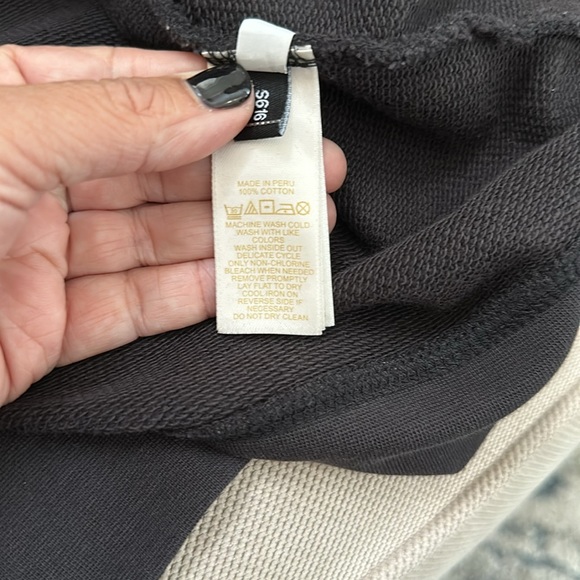 S616
MADE IN PERU
100% COTTON
MACHINE WASH COLD
WASH WITH LIKE
COLORS
WASH INSIDE OUT
DELICATE CYCLE
ONLY NON-CHLORINE
BLEACH WHEN NEEDED
REMOVE PROMPTLY
LAY FLAT TO DRY
COOL IRON ON
REVERSE SIDE IF
NECESSARY
DO NOT DRY CLEAN